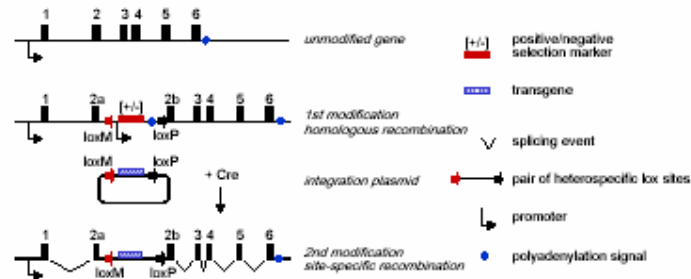 1 2 3 4 5 6
unmodified gene
[+/-]
positive/negative
selection marker
transgene
1 2a [+/-] 2b 3 4 5 6
loxM loxP
1st modification
homologous recombination
splicing event
loxM loxP
+ Cre
integration plasmid
pair of heterospecific lox sites
promoter
1 2a 2b 3 4 5 6
loxM loxP
2nd modification
site-specific recombination
polyadenylation signal